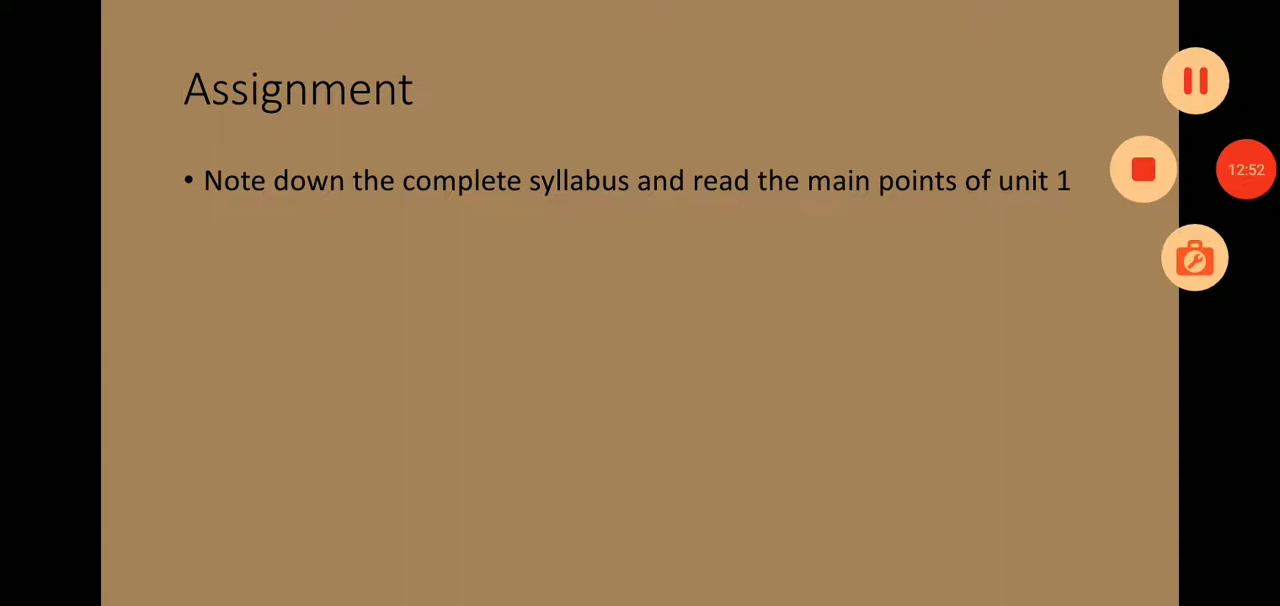 Assignment
• Note down the complete syllabus and read the main points of unit 1
12:52